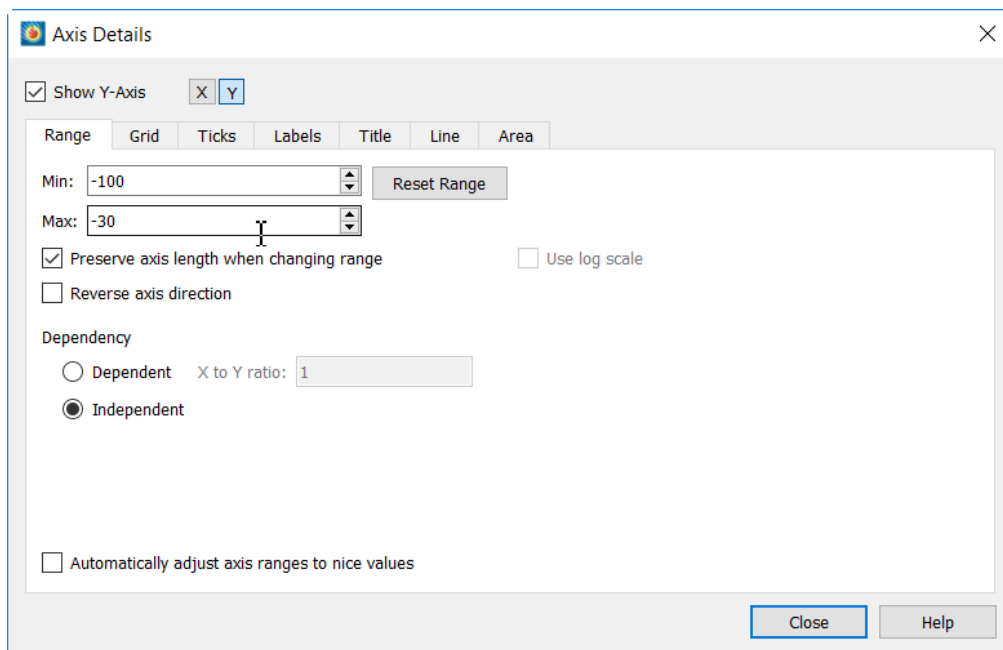 Axis Details
Show Y-Axis X Y
Range Grid Ticks Labels Title Line Area
Min: -100 Reset Range
Max: -30
Preserve axis length when changing range Use log scale
Reverse axis direction
Dependency
Dependent X to Y ratio: 1
Independent
Automatically adjust axis ranges to nice values
Close Help